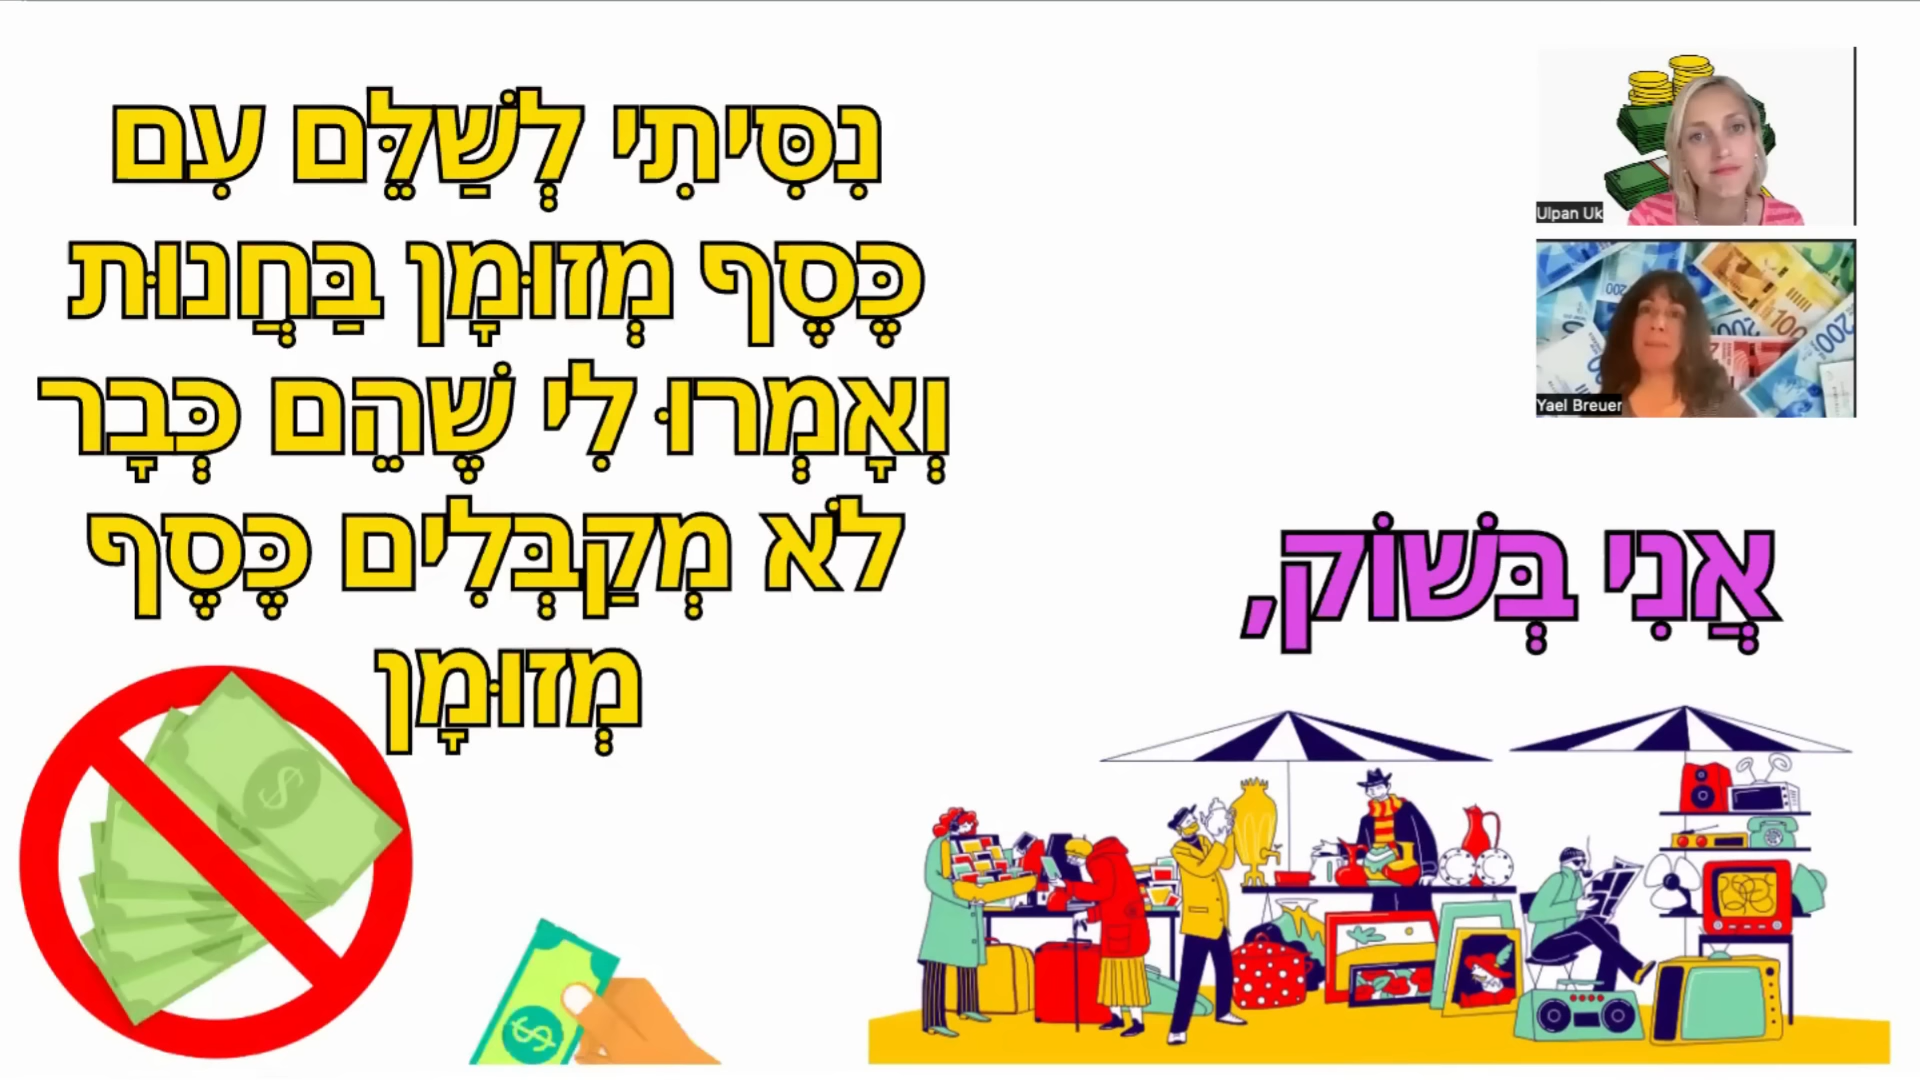 אֲנִי בְּשׁוֹק,
נִסִּיתִי לְשַׁלֵּם עִם
כֶּסֶף מְזוּמָן בַּחֲנוּת
וְאָמְרוּ לִי שֶׁהֵם כְּבָר
לֹא מְקַבְּלִים כֶּסֶף
מְזוּמָן
Ulpan Uk
Yael Breuer